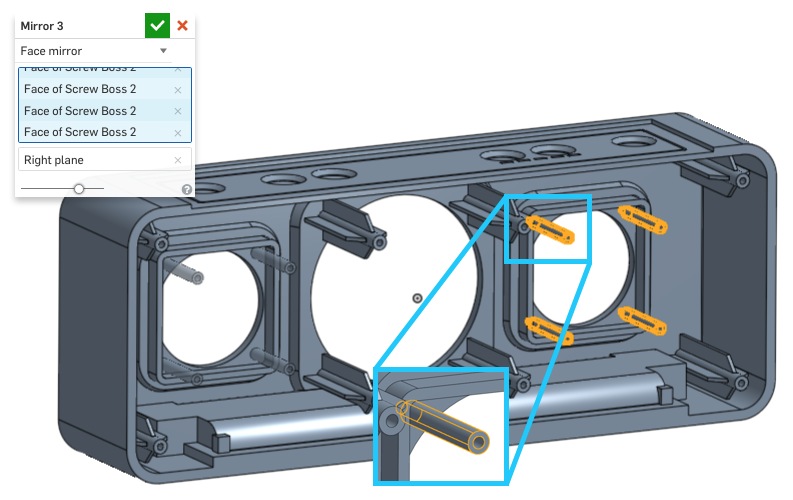 Mirror 3
Face mirror
Face of Screw Boss 2
Face of Screw Boss 2
Face of Screw Boss 2
Face of Screw Boss 2
Right plane